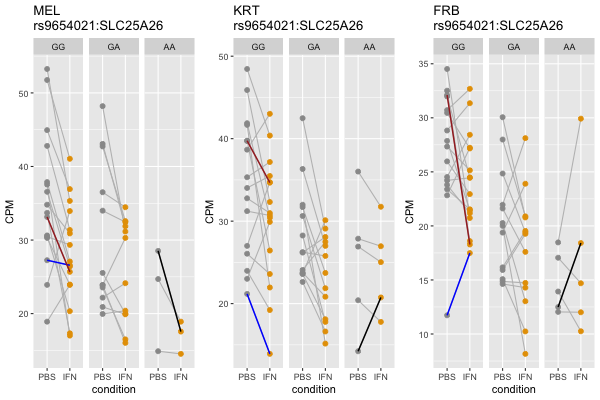 MEL
rs9654021:SLC25A26
GG GA AA
CPM
50
40
30
20
PBS IFN PBS IFN PBS IFN
condition
KRT
rs9654021:SLC25A26
GG GA AA
CPM
50
40
30
20
PBS IFN PBS IFN PBS IFN
condition
FRB
rs9654021:SLC25A26
GG GA AA
CPM
35
30
25
20
15
10
PBS IFN PBS IFN PBS IFN
condition